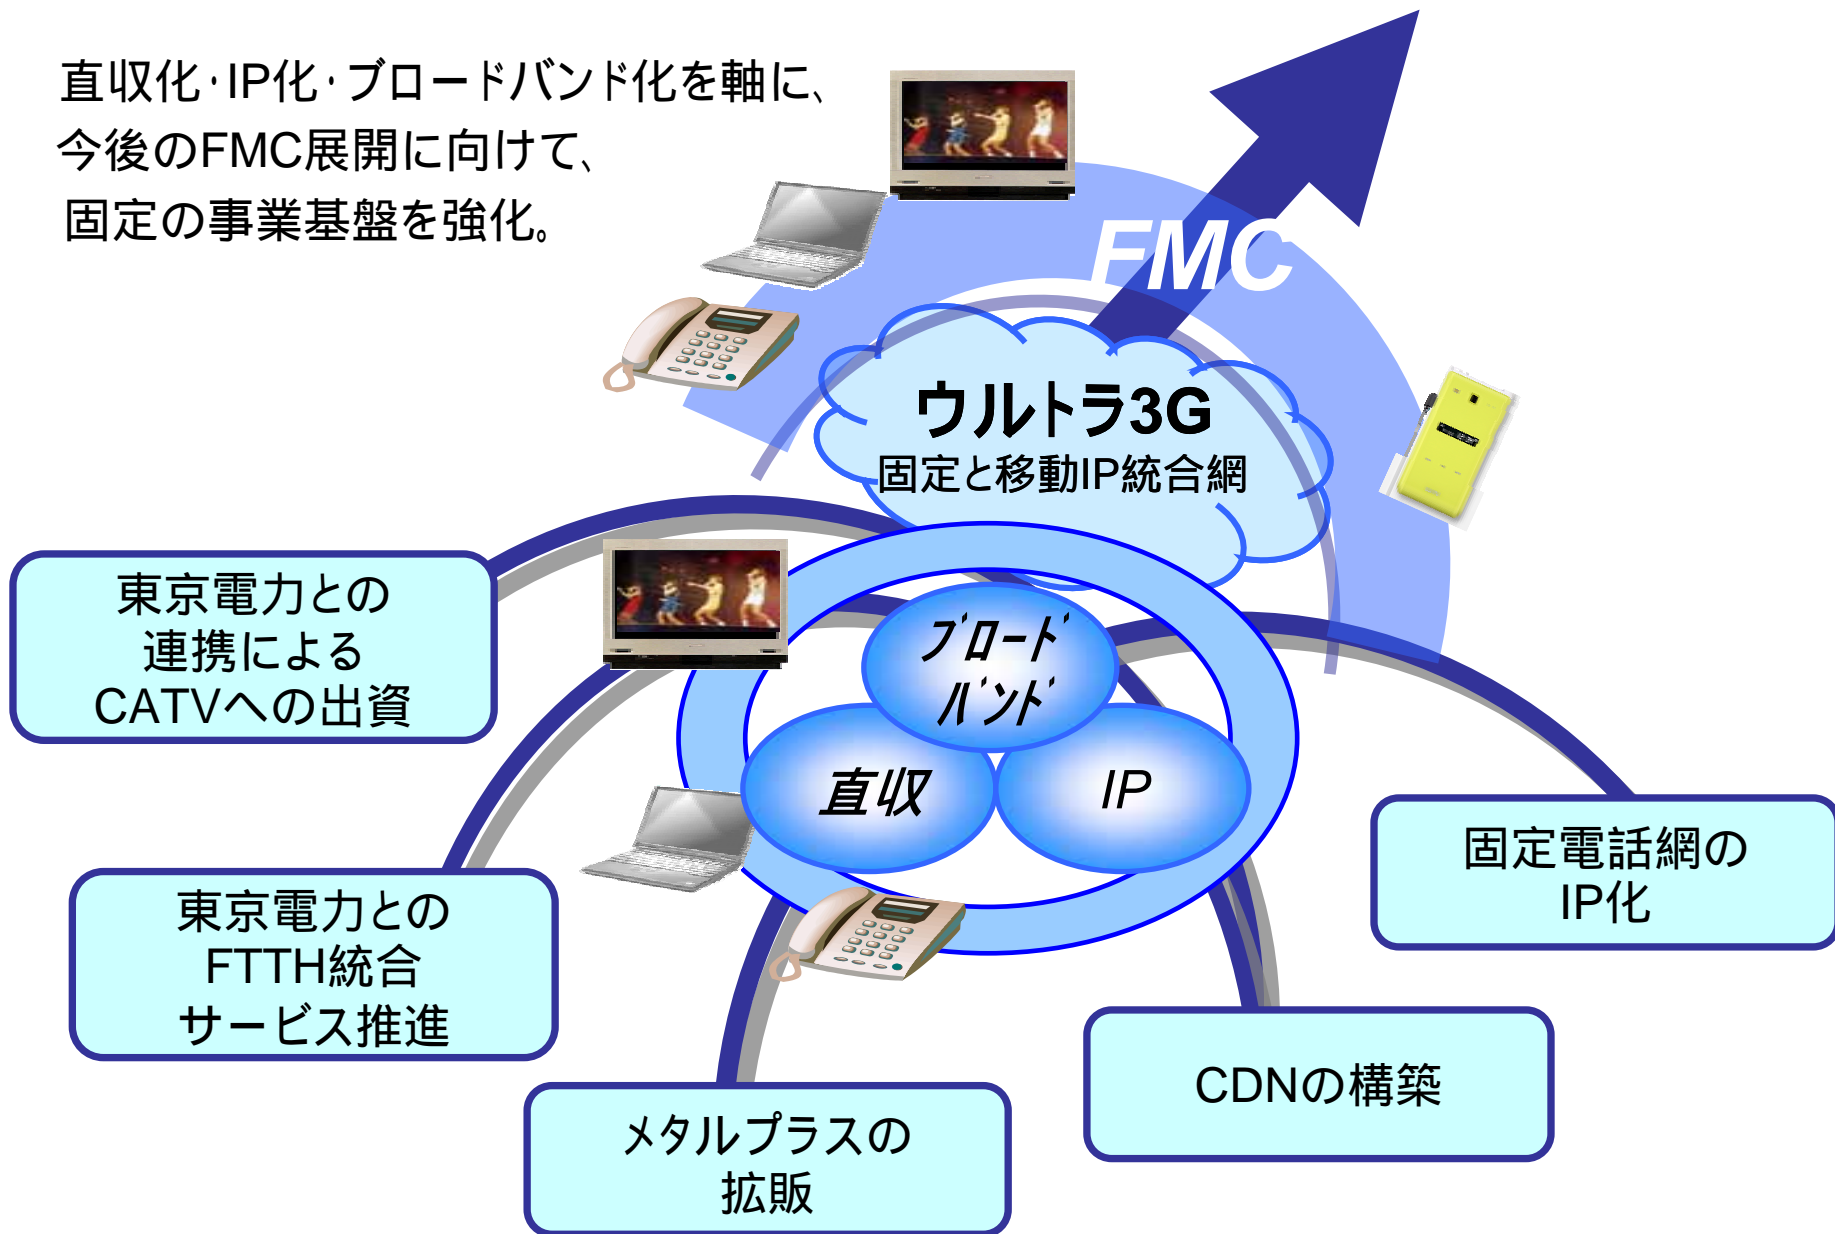 直収化・IP化・ブロードバンド化を軸に、
今後のFMC展開に向けて、
固定の事業基盤を強化。
FMC
ウルトラ3G
固定と移動IP統合網
東京電力との
連携による
CATVへの出資
ブロード
バンド
直収
IP
東京電力との
FTTH統合
サービス推進
固定電話網の
IP化
CDNの構築
メタルプラスの
拡販